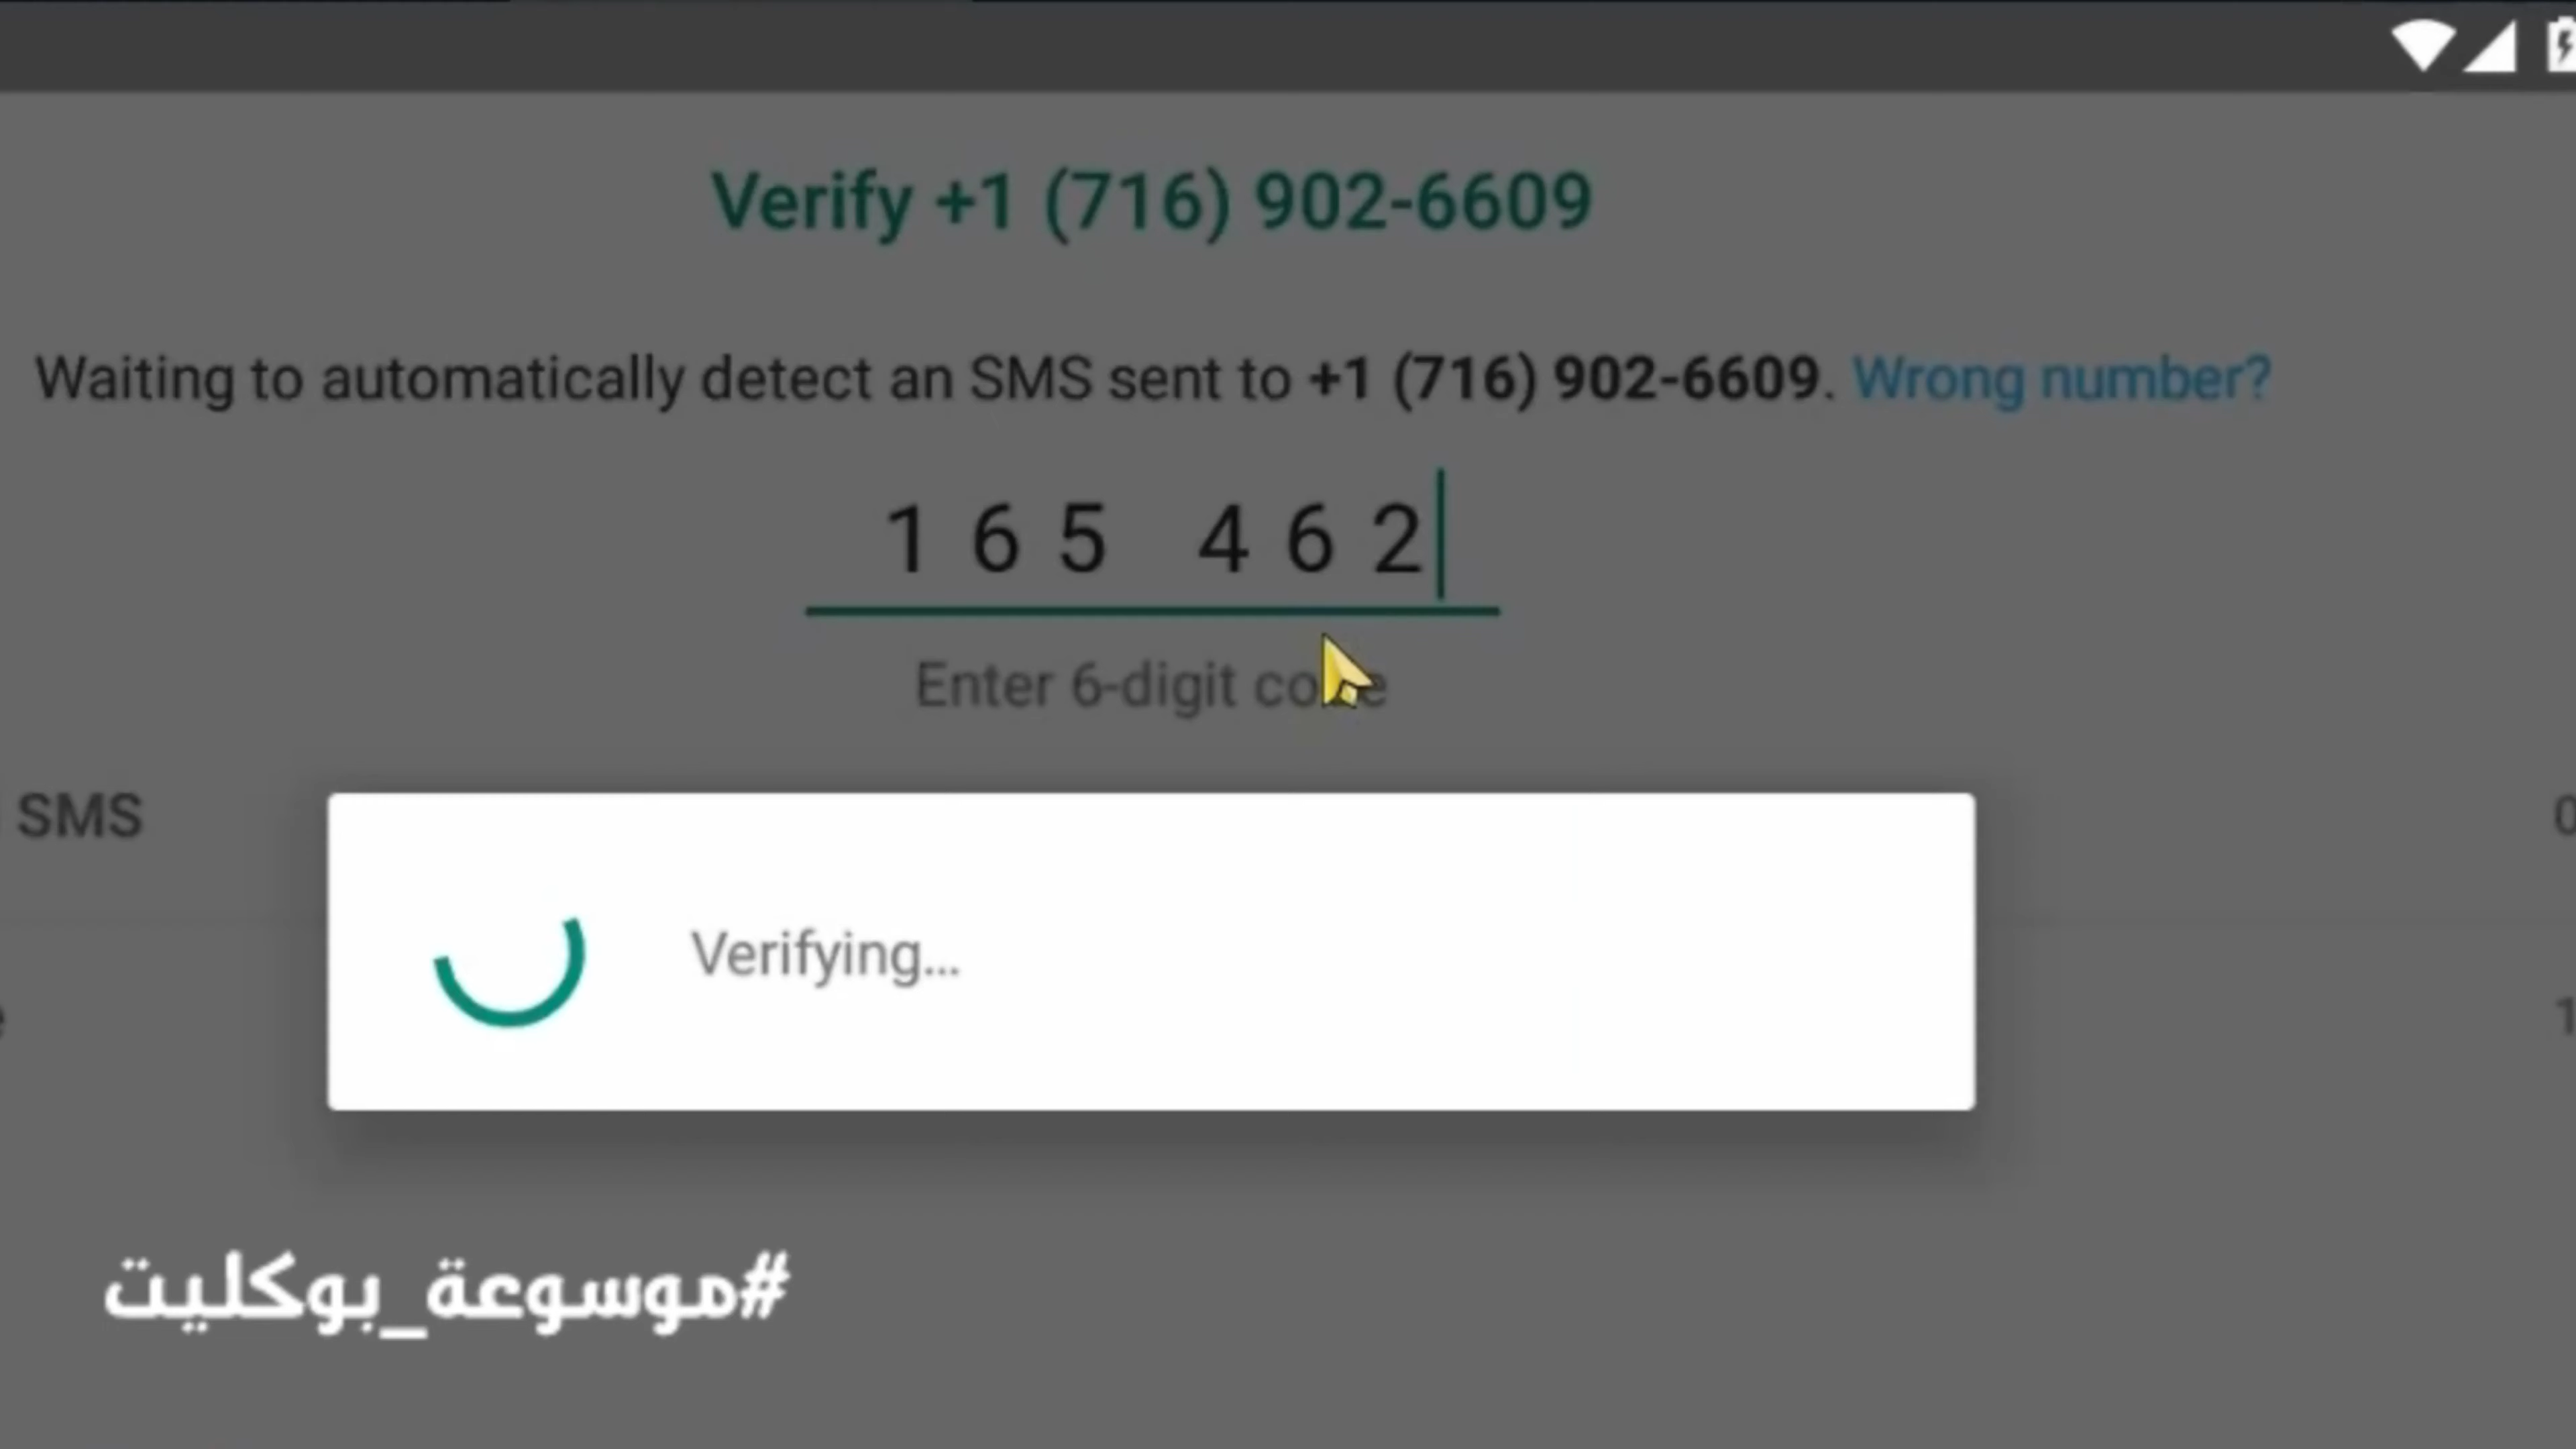 Verify +1 (716) 902-6609
Waiting to automatically detect an SMS sent to +1 (716) 902-6609. Wrong number?
165 462
Enter 6-digit code
SMS
Verifying...
#موسوعة_بوكليت